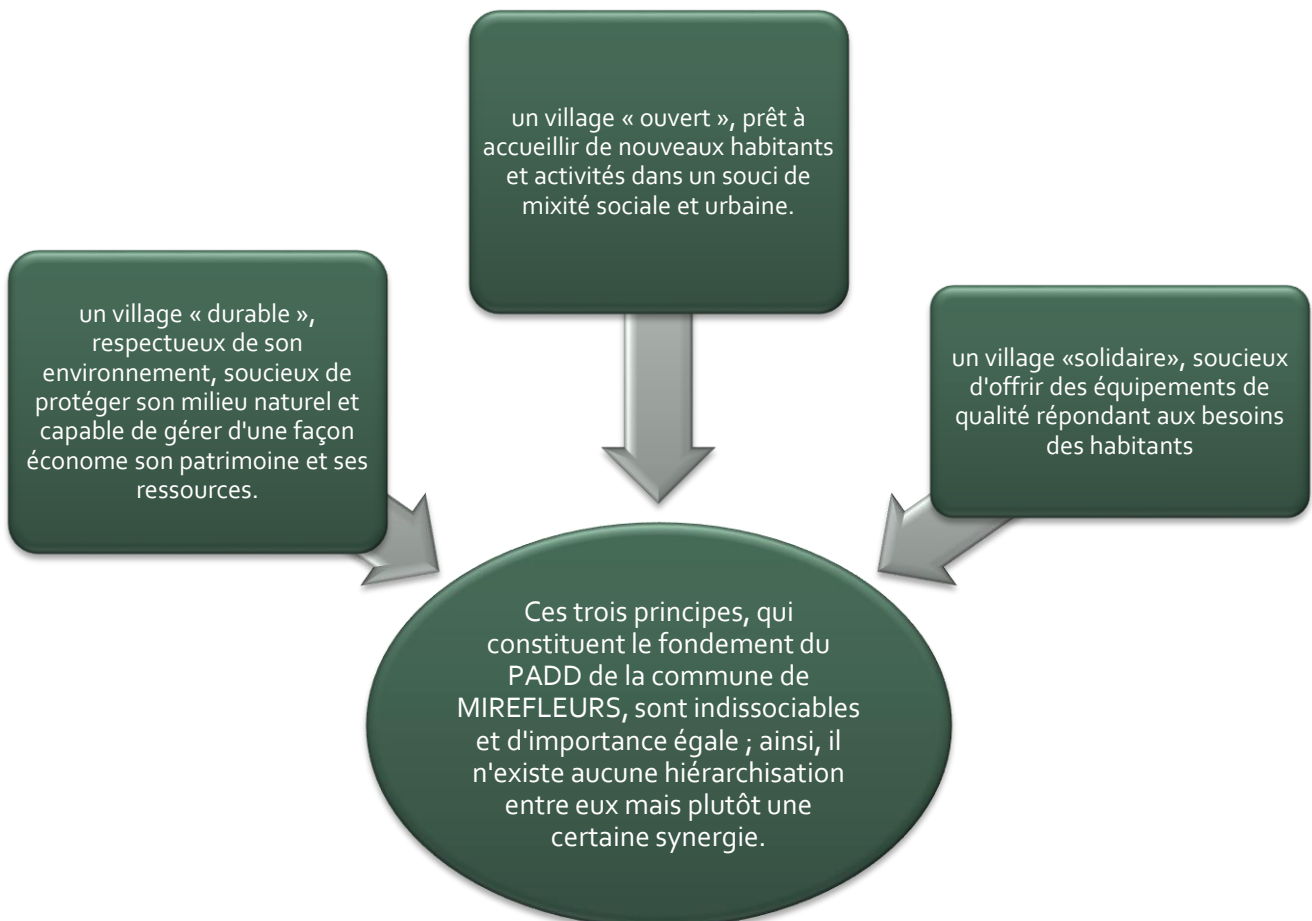 un village « ouvert », prêt à
accueillir de nouveaux habitants
et activités dans un souci de
mixité sociale et urbaine.
un village « durable »,
respectueux de son
environnement, soucieux de
protéger son milieu naturel et
capable de gérer d'une façon
économe son patrimoine et ses
ressources.
un village «solidaire», soucieux
d'offrir des équipements de
qualité répondant aux besoins
des habitants
Ces trois principes, qui
constituent le fondement du
PADD de la commune de
MIREFLEURS, sont indissociables
et d'importance égale ; ainsi, il
n'existe aucune hiérarchisation
entre eux mais plutôt une
certaine synergie.